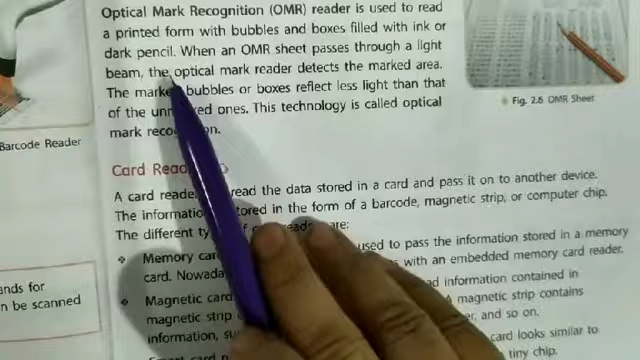 Optical Mark Recognition (OMR) reader is used to read
a printed form with bubbles and boxes filled with ink or
dark pencil. When an OMR sheet passes through a light
beam, the optical mark reader detects the marked area.
The marke bubbles or boxes reflect less light than that
of the un ed ones. This technology is called optical
mark reco n.
Fig. 2.6 OMR Sheet
Barcode Reader
Card Read
A card reade read the data stored in a card and pass it on to another device.
The informatio tored in the form of a barcode, magnetic strip, or computer chip.
The different ty f reade are:
Memory car used to pass the information stored in a memory
card. Nowada s with an embedded memory card reader.
Magnetic card ad information contained in
magnetic strip magnetic strip contains
information, su er, and so on.
card looks similar to
tiny chip.
ands for
n be scanned